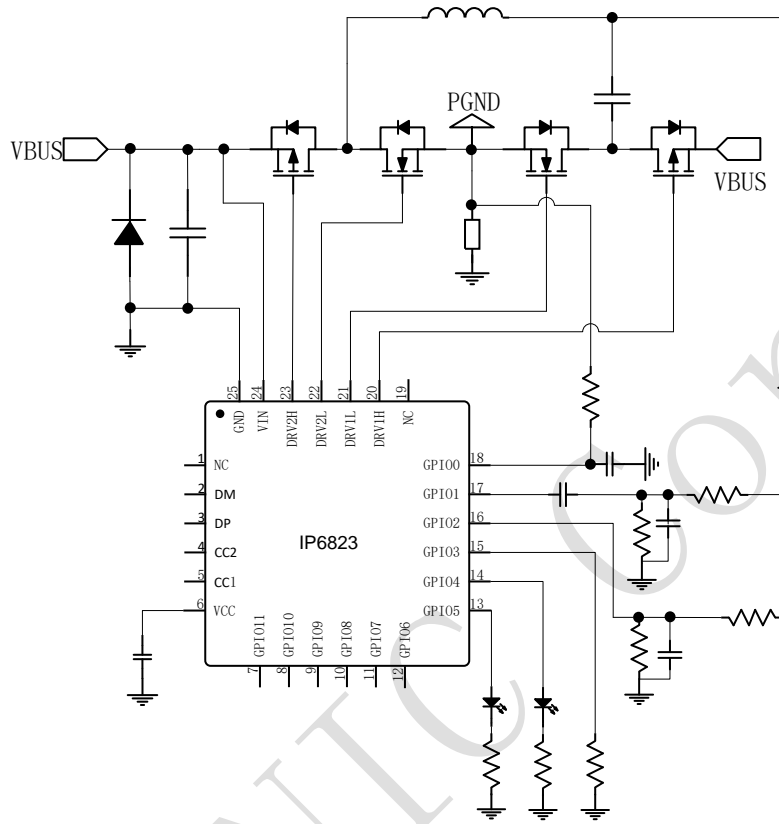 PGND
VBUS
VBUS
25
24
23
22
21
20
19
GND
VIN
DRV2H
DRV2L
DRV1L
DRV1H
NC
1 NC
2 DM
3 DP
4 CC2
5 CC1
6 VCC
IP6823
GPIO0 18
GPIO1 17
GPIO2 16
GPIO3 15
GPIO4 14
GPIO5 13
GPIO11
GPIO10
GPIO9
GPIO8
GPIO7
GPIO6
7
8
9
10
11
12
NIC Cor